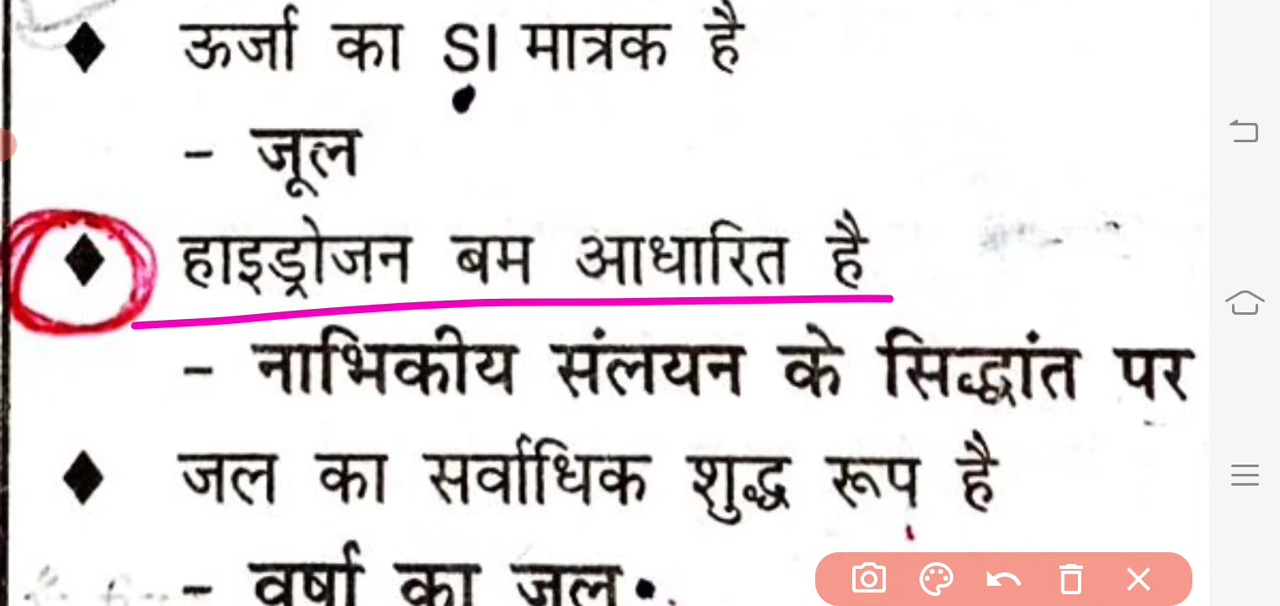 ♦ ऊर्जा का SI मात्रक है
- जूल
♦ हाइड्रोजन बम आधारित है
- नाभिकीय संलयन के सिद्धांत पर
♦ जल का सर्वाधिक शुद्ध रूप है
- वर्षा का जल